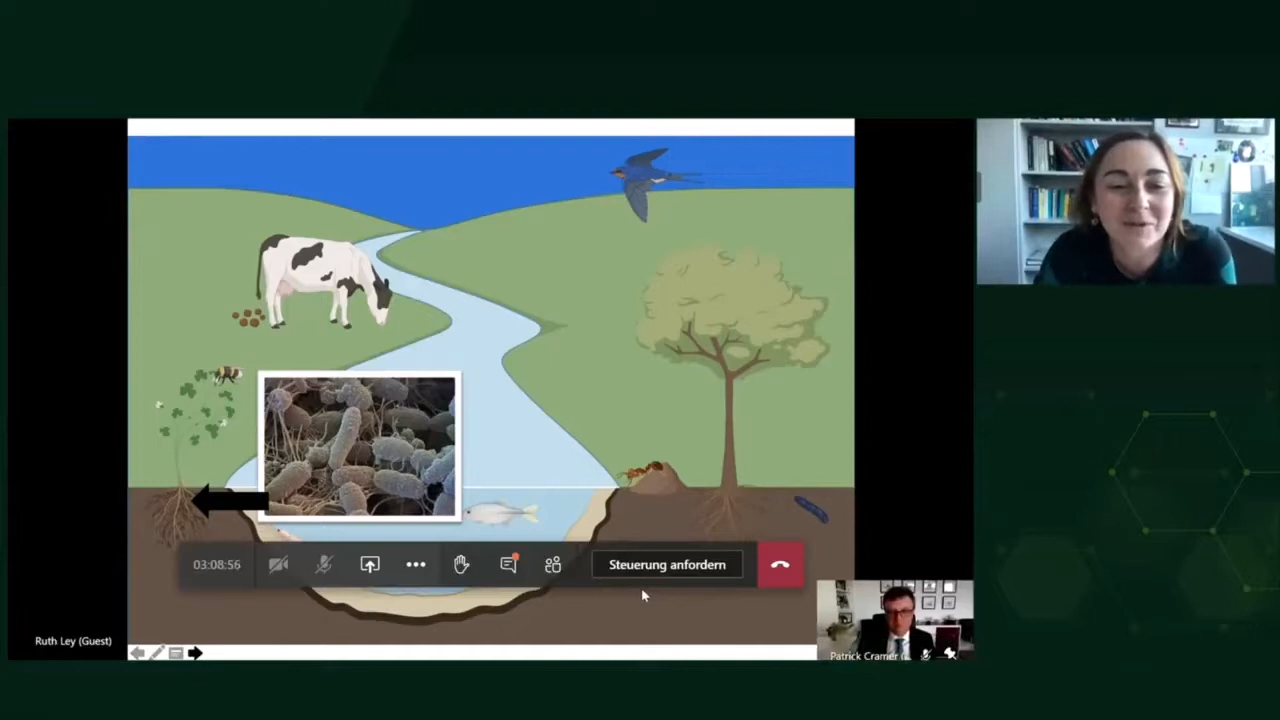 03:08:56
Steuerung anfordern
Ruth Ley (Guest)
Patrick Cramer (